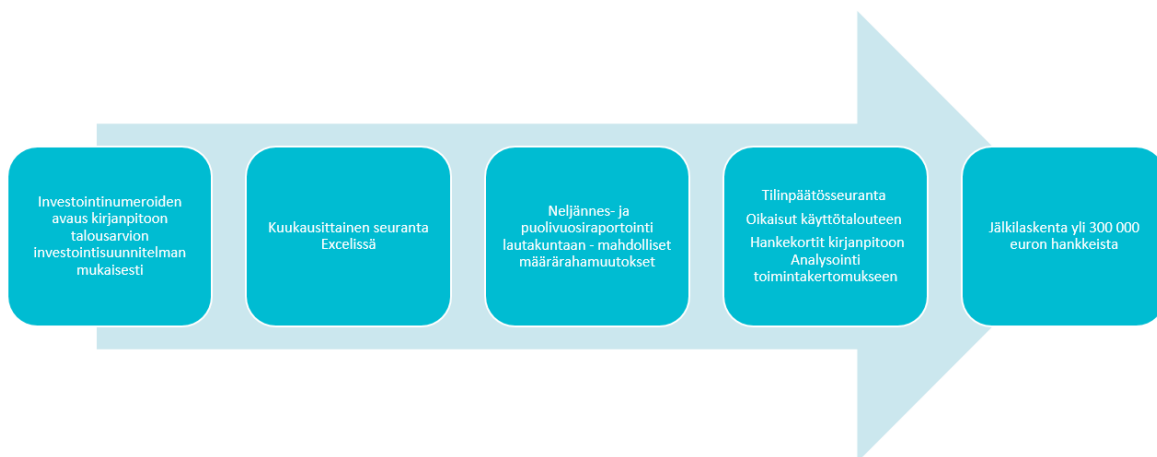 Investointinumeroiden
avaus kirjanpitoon
talousarvion
investointisuunnitelman
mukaisesti
Kuukausittainen seuranta
Excelissä
Neljännes- ja
puolivuosiraportointi
lautakuntaan - mahdolliset
määrärahamuutokset
Tilinpäätösseuranta
Oikaisut käyttötalouteen
Hankekortit kirjanpitoon
Analysointi
toimintakertomukseen
Jälkilaskenta yli 300 000
euron hankkeista